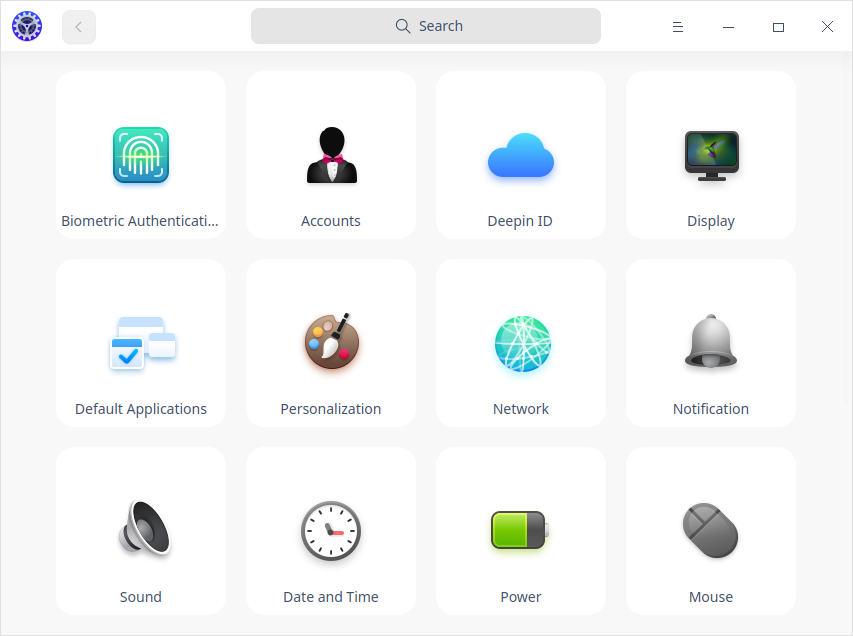 Search
Biometric Authenticati...
Accounts
Deepin ID
Display
Default Applications
Personalization
Network
Notification
Sound
Date and Time
Power
Mouse